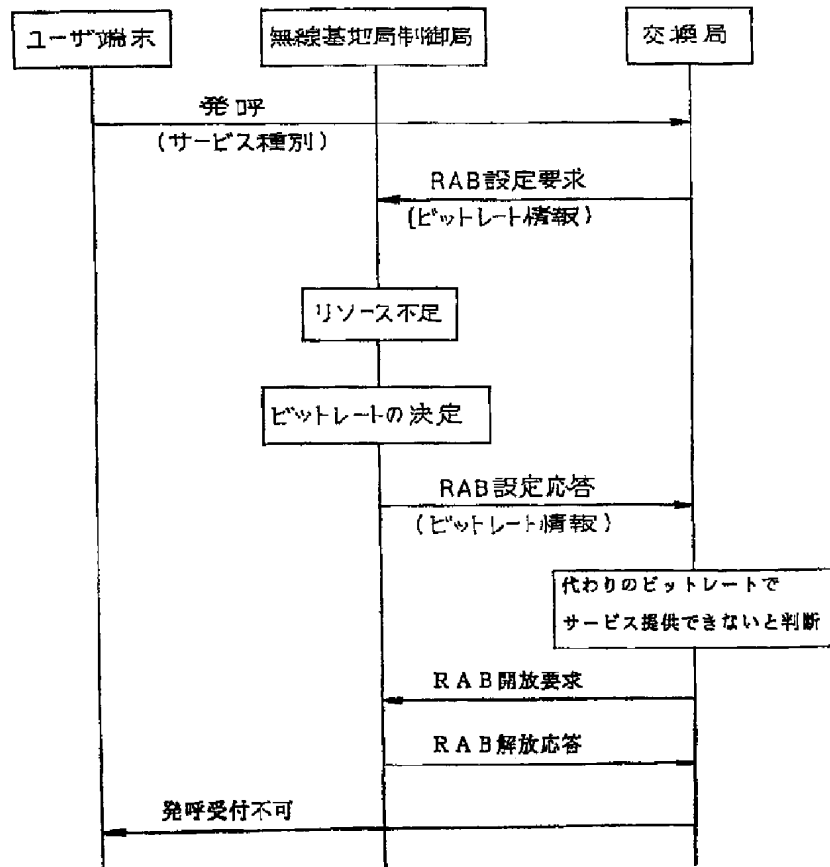 ユーザ端末
無線基地局制御局
交換局
発呼
(サービス種別)
RAB設定要求
(ビットレート情報)
リソース不足
ビットレートの決定
RAB設定応答
(ビットレート情報)
代わりのビットレートで
サービス提供できないと判断
RAB開放要求
RAB解放応答
発呼受付不可